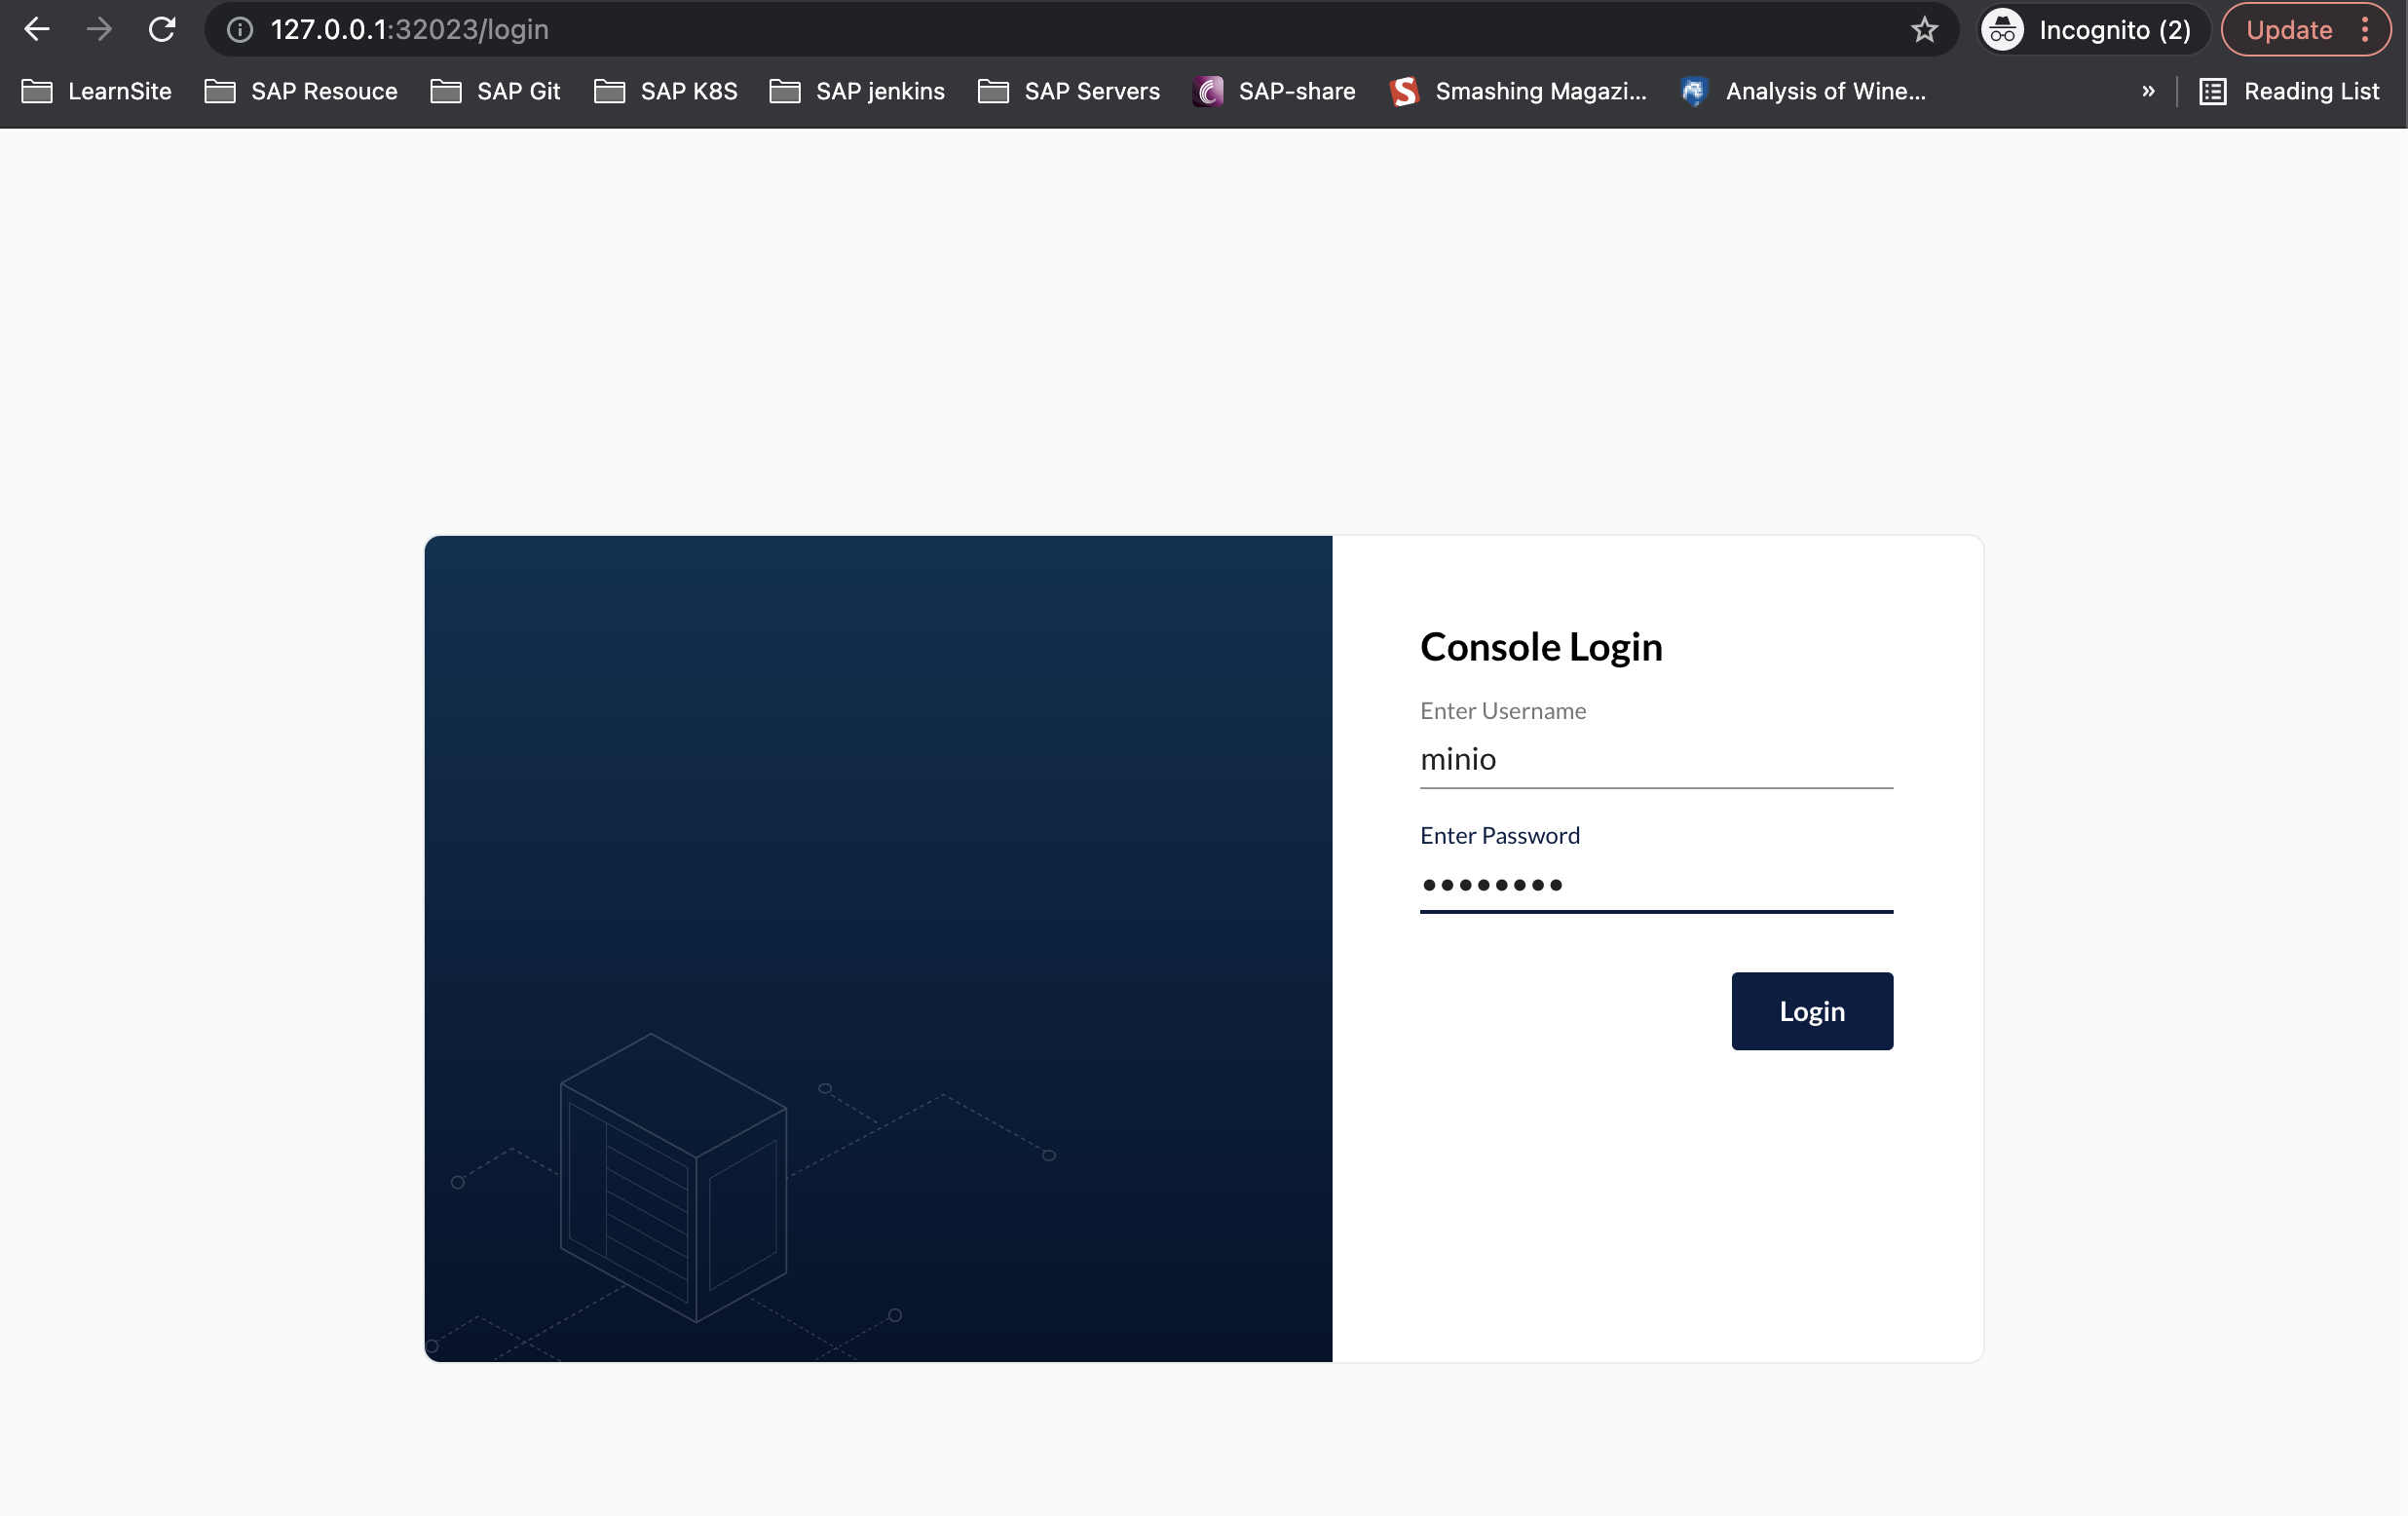 127.0.0.1:32023/login Incognito (2) Update
LearnSite SAP Resouce SAP Git SAP K8S SAP jenkins SAP Servers SAP-share Smashing Magazi... Analysis of Wine... » Reading List
Console Login
Enter Username
minio
Enter Password
••••••••
Login